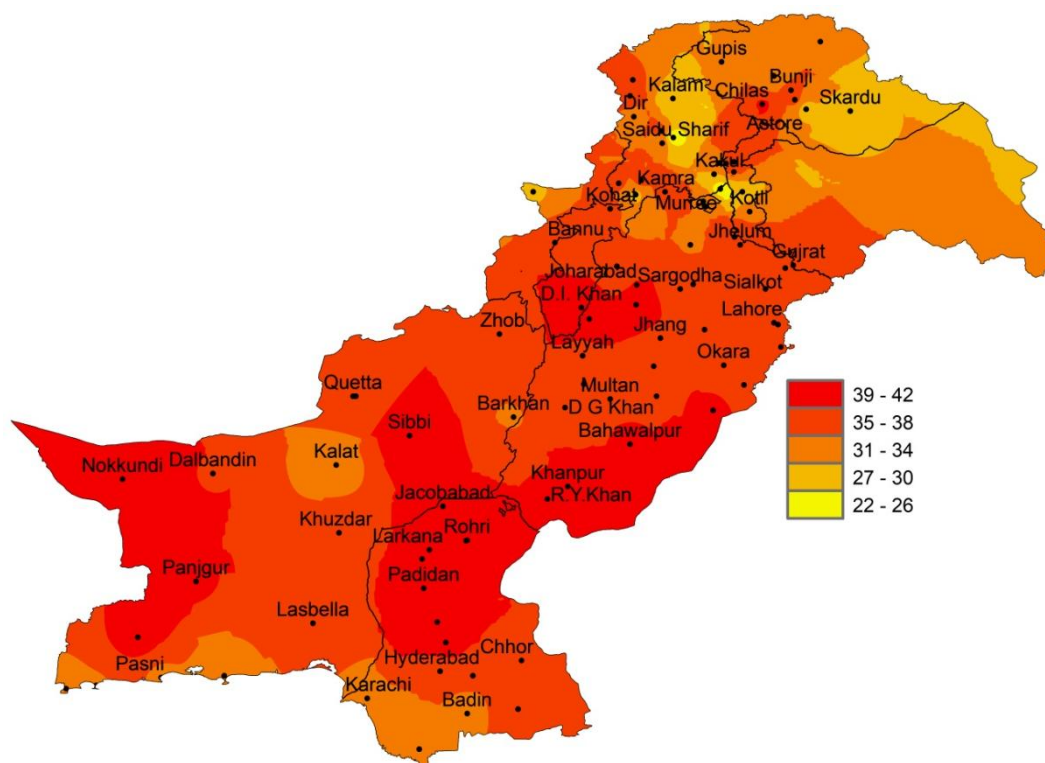 Gupis
Bunji
Kalam
Chilas
Skardu
Dir
Astore
Saidu Sharif
Kakul
Kamra
Kohat
Murree
Kotli
Bannu
Jhelum
Gujrat
Joharabad
Sargodha
Sialkot
D.I. Khan
Lahore
Zhob
Jhang
Layyah
Okara
Quetta
Multan
Barkhan
D G Khan
Sibbi
Bahawalpur
Kalat
Nokkundi
Dalbandin
Khanpur
R.Y.Khan
Jacobabad
Khuzdar
Rohri
Larkana
Panjgur
Padidan
Lasbella
Chhor
Pasni
Hyderabad
Karachi
Badin
39 - 42
35 - 38
31 - 34
27 - 30
22 - 26